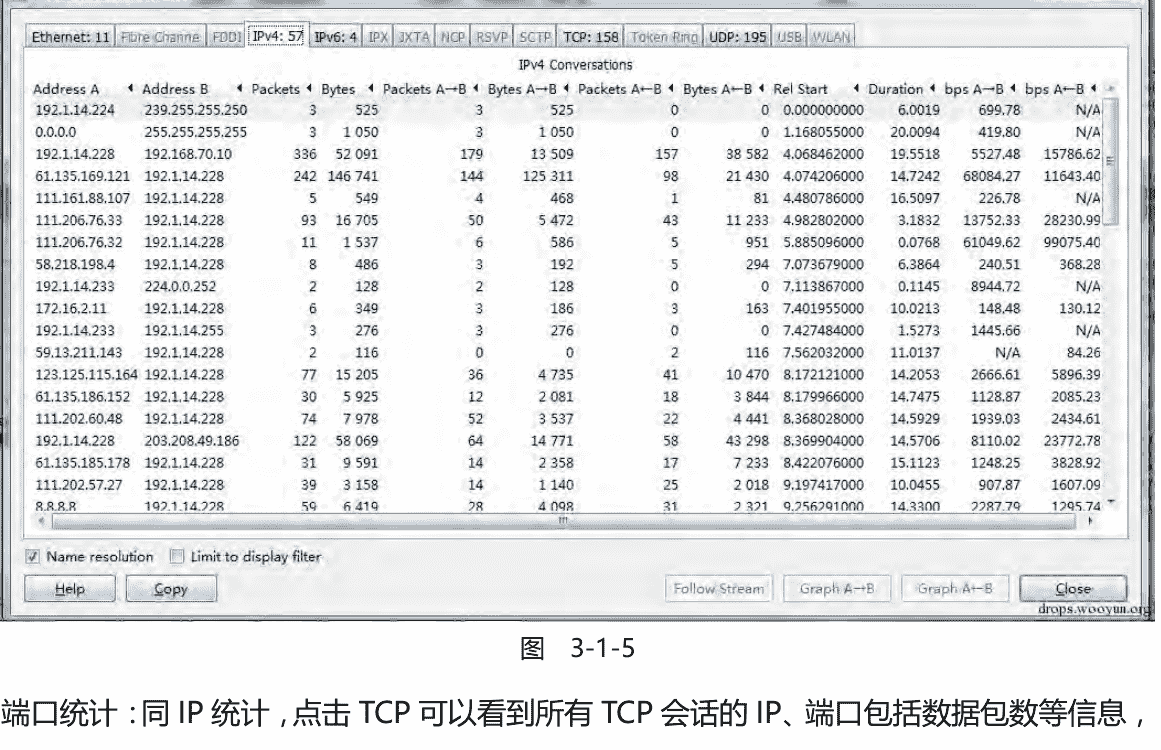 Ethernet: 11 Fibre Channel FDDI IPv4: 57 IPv6: 4 IPX JXTA NCP RSVP SCTP TCP: 158 Token Ring UDP: 195 USB WLAN
IPv4 Conversations
Address A Address B Packets Bytes Packets A→B Bytes A→B Packets A←B Bytes A←B Rel Start Duration bps A→B bps A←B
192.1.14.224 239.255.255.250 3 525 3 525 0 0 0.000000000 6.0019 699.78 N/A
0.0.0.0 255.255.255.255 3 1 050 3 1 050 0 0 1.168055000 20.0094 419.80 N/A
192.1.14.228 192.168.70.10 336 52 091 179 13 509 157 38 582 4.068462000 19.5518 5527.48 15786.62
61.135.169.121 192.1.14.228 242 146 741 144 125 311 98 21 430 4.074206000 14.7242 68084.27 11643.40
111.161.88.107 192.1.14.228 5 549 4 468 1 81 4.480786000 16.5097 226.78 N/A
111.206.76.33 192.1.14.228 93 16 705 50 5 472 43 11 233 4.982802000 3.1832 13752.33 28230.99
111.206.76.32 192.1.14.228 11 1 537 6 586 5 951 5.885096000 0.0768 61049.62 99075.40
58.218.198.4 192.1.14.228 8 486 3 192 5 294 7.073679000 6.3864 240.51 368.28
192.1.14.233 224.0.0.252 2 128 2 128 0 0 7.113867000 0.1145 8944.72 N/A
172.16.2.11 192.1.14.228 6 349 3 186 3 163 7.401955000 10.0213 148.48 130.12
192.1.14.233 192.1.14.255 3 276 3 276 0 0 7.427484000 1.5273 1445.66 N/A
59.13.211.143 192.1.14.228 2 116 0 0 2 116 7.562032000 11.0137 N/A 84.26
123.125.115.164 192.1.14.228 77 15 205 36 4 735 41 10 470 8.172121000 14.2053 2666.61 5896.39
61.135.186.152 192.1.14.228 30 5 925 12 2 081 18 3 844 8.179966000 14.7475 1128.87 2085.23
111.202.60.48 192.1.14.228 74 7 978 52 3 537 22 4 441 8.368028000 14.5929 1939.03 2434.61
192.1.14.228 203.208.49.186 122 58 069 64 14 771 58 43 298 8.369904000 14.5706 8110.02 23772.78
61.135.185.178 192.1.14.228 31 9 591 14 2 358 17 7 233 8.422076000 15.1123 1248.25 3828.92
111.202.57.27 192.1.14.228 39 3 158 14 1 140 25 2 018 9.197417000 10.0455 907.87 1607.09
8.8.8.8 192.1.14.228 59 6 419 28 4 098 31 2 321 9.256291000 14.3300 2287.79 1295.74
Name resolution Limit to display filter
Help Copy Follow Stream Graph A→B Graph A←B Close
drops.wooyun.org
图 3-1-5
端口统计：同 IP 统计，点击 TCP 可以看到所有 TCP 会话的 IP、端口包括数据包数等信息，